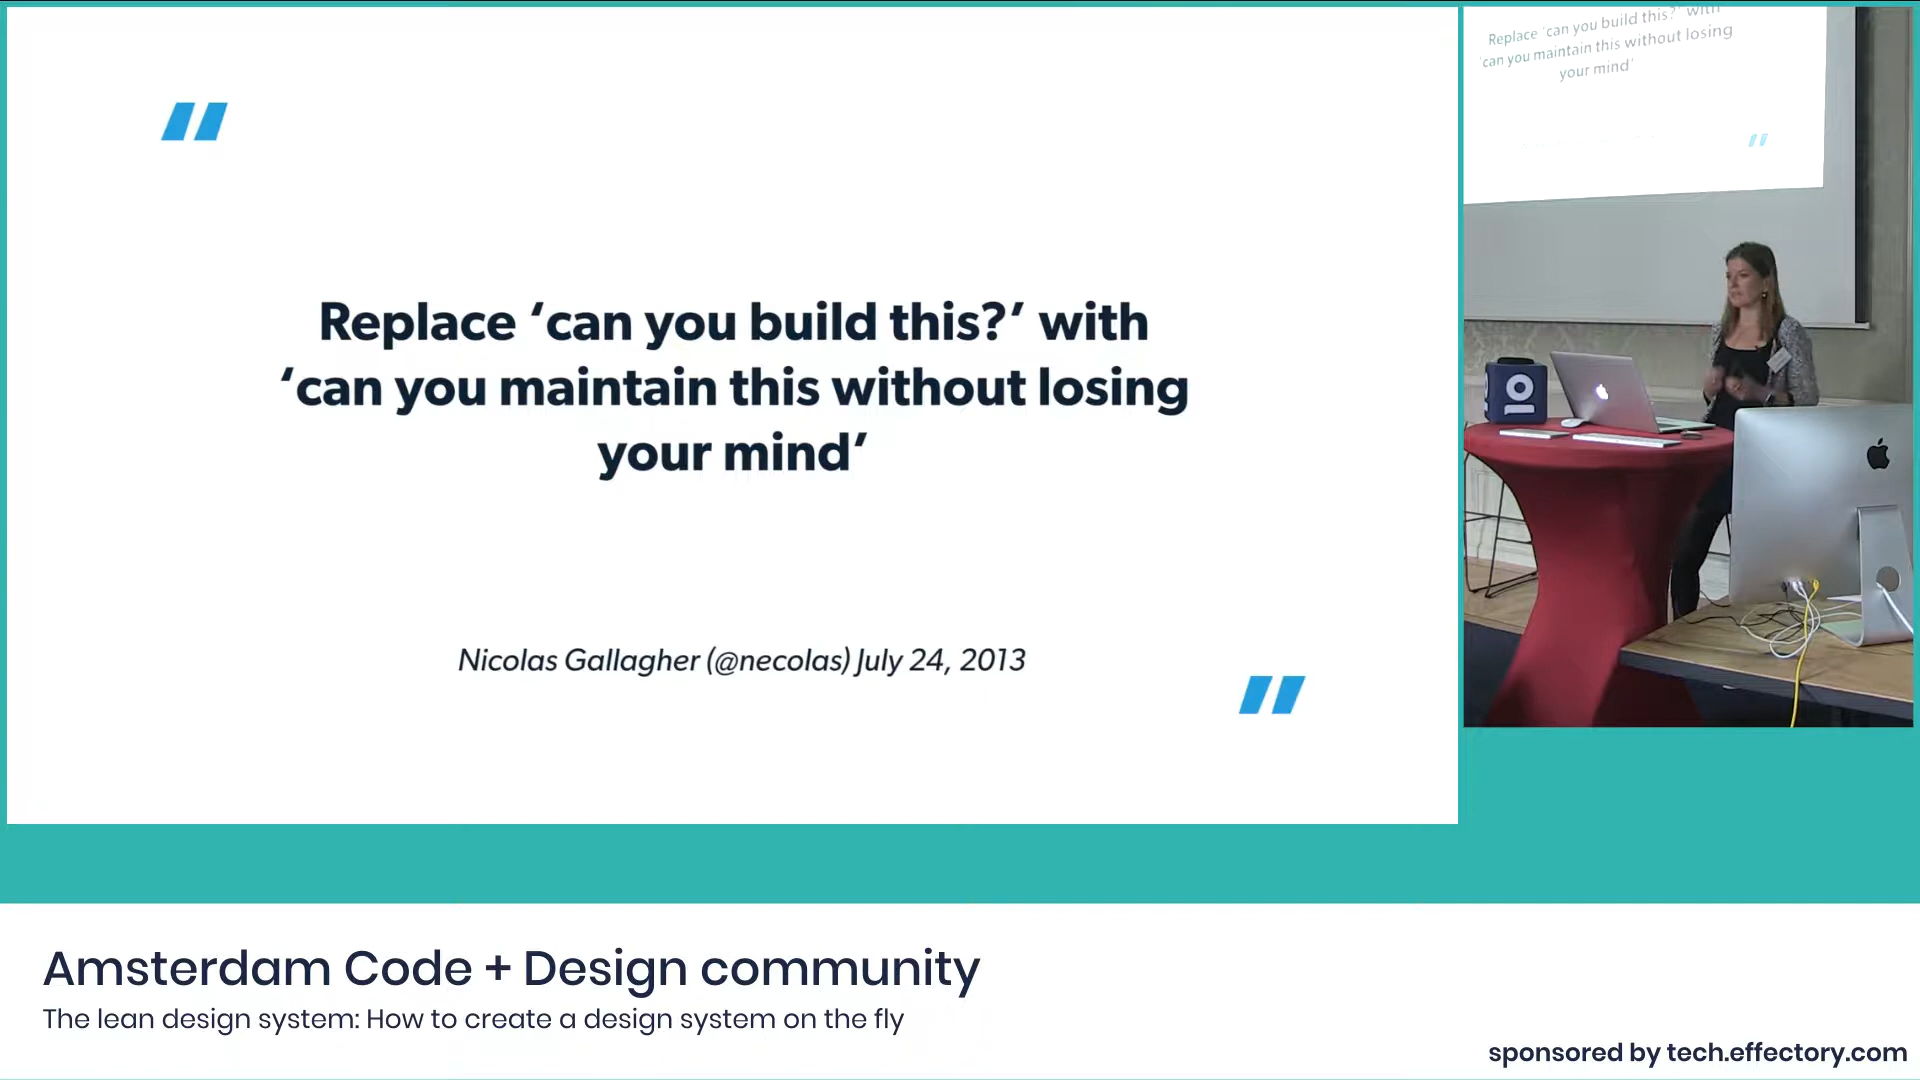 Replace ‘can you build this?’ with
‘can you maintain this without losing
your mind’
Nicolas Gallagher (@necolas) July 24, 2013
Replace ‘can you build this?’ with
‘can you maintain this without losing
your mind’
10
Amsterdam Code + Design community
The lean design system: How to create a design system on the fly
sponsored by tech.effectory.com